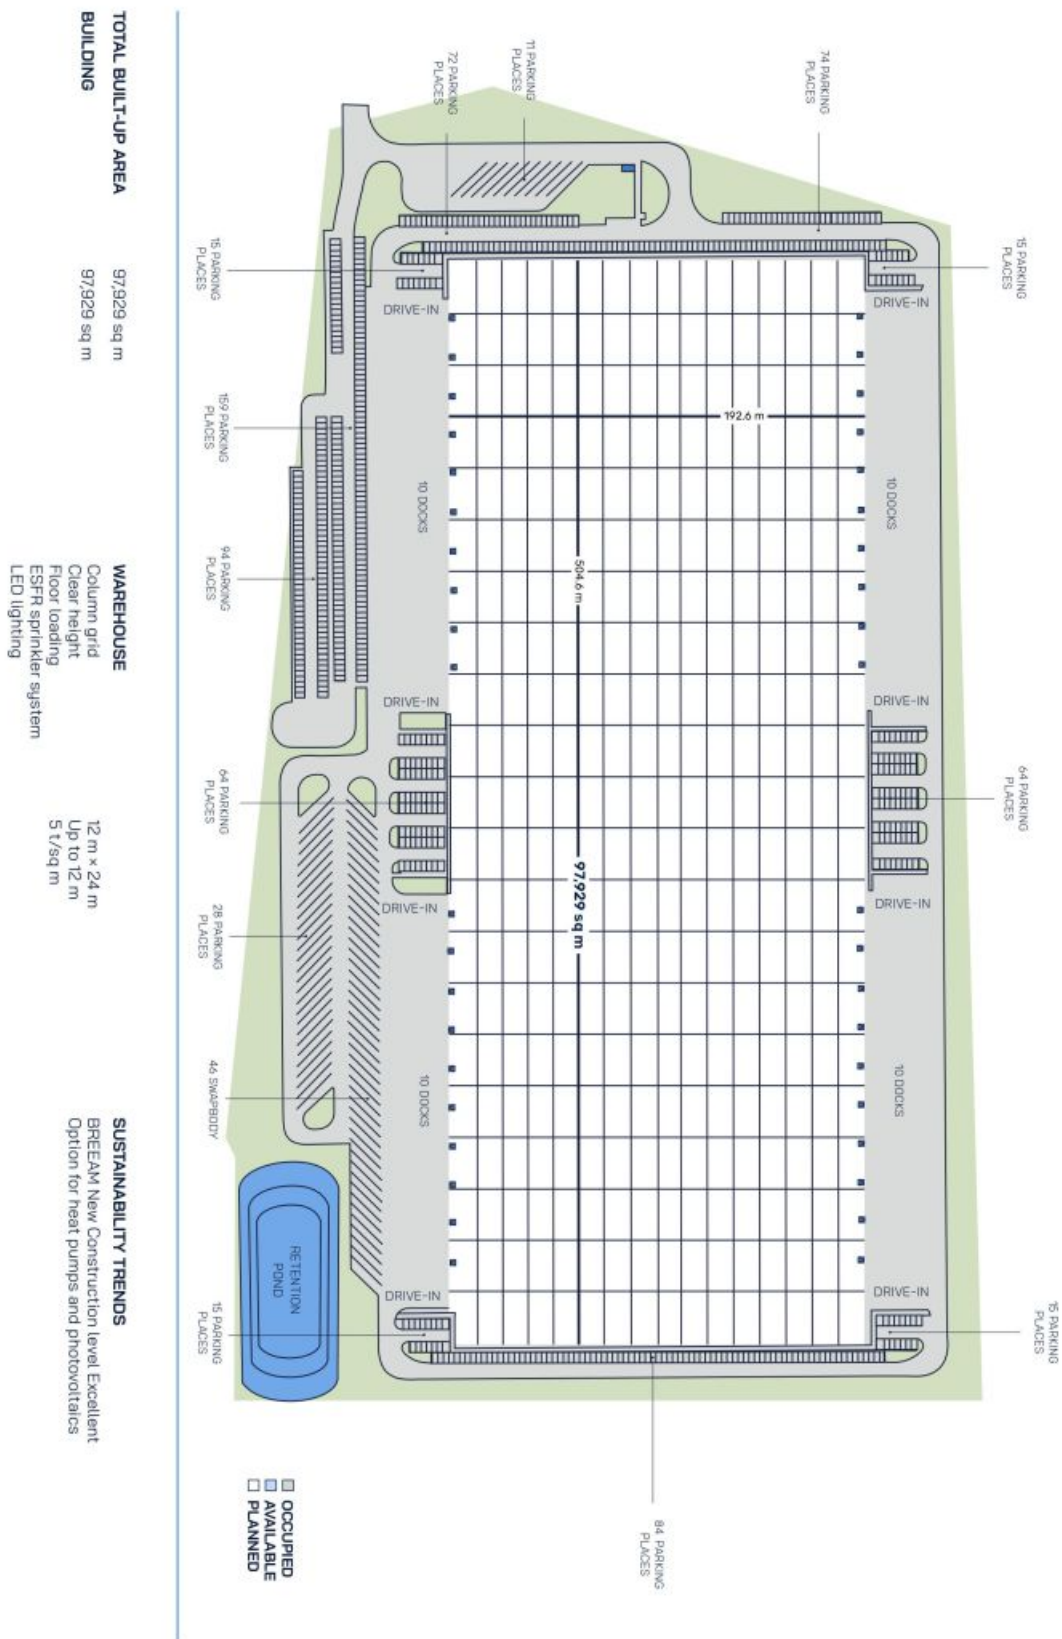 15 PARKING
PLACES
15 PARKING
PLACES
64 PARKING
PLADES
74 PARKING
PLACES
DRIVE-IN
10 DOCKS
DRIVE-IN
DRIVE-IN
10 DOCKS
DRIVE-IN
192.6 m
84 PARKING
PLACES
504.6 m
97,929 sq m
11 PARKING
PLACES
72 PARKING
PLACES
DRIVE-IN
10 DOCKS
DRIVE-IN
DRIVE-IN
10 DOCKS
DRIVE-IN
RETENTION
POND
15 PARKING
PLACES
159 PARKING
PLACES
94 PARKING
PLACES
64 PARKING
PLACES
28 PARKING
PLACES
46 SWAPBODY
15 PARKING
PLACES
OCCUPIED
AVAILABLE
PLANNED
TOTAL BUILT-UP AREA 97,929 sq m
BUILDING 97,929 sq m
WAREHOUSE
Column grid 12 m × 24 m
Clear height Up to 12 m
Floor loading 5 t/sq m
ESFR sprinkler system
LED lighting
SUSTAINABILITY TRENDS
BREEAM New Construction level Excellent
Option for heat pumps and photovoltaics